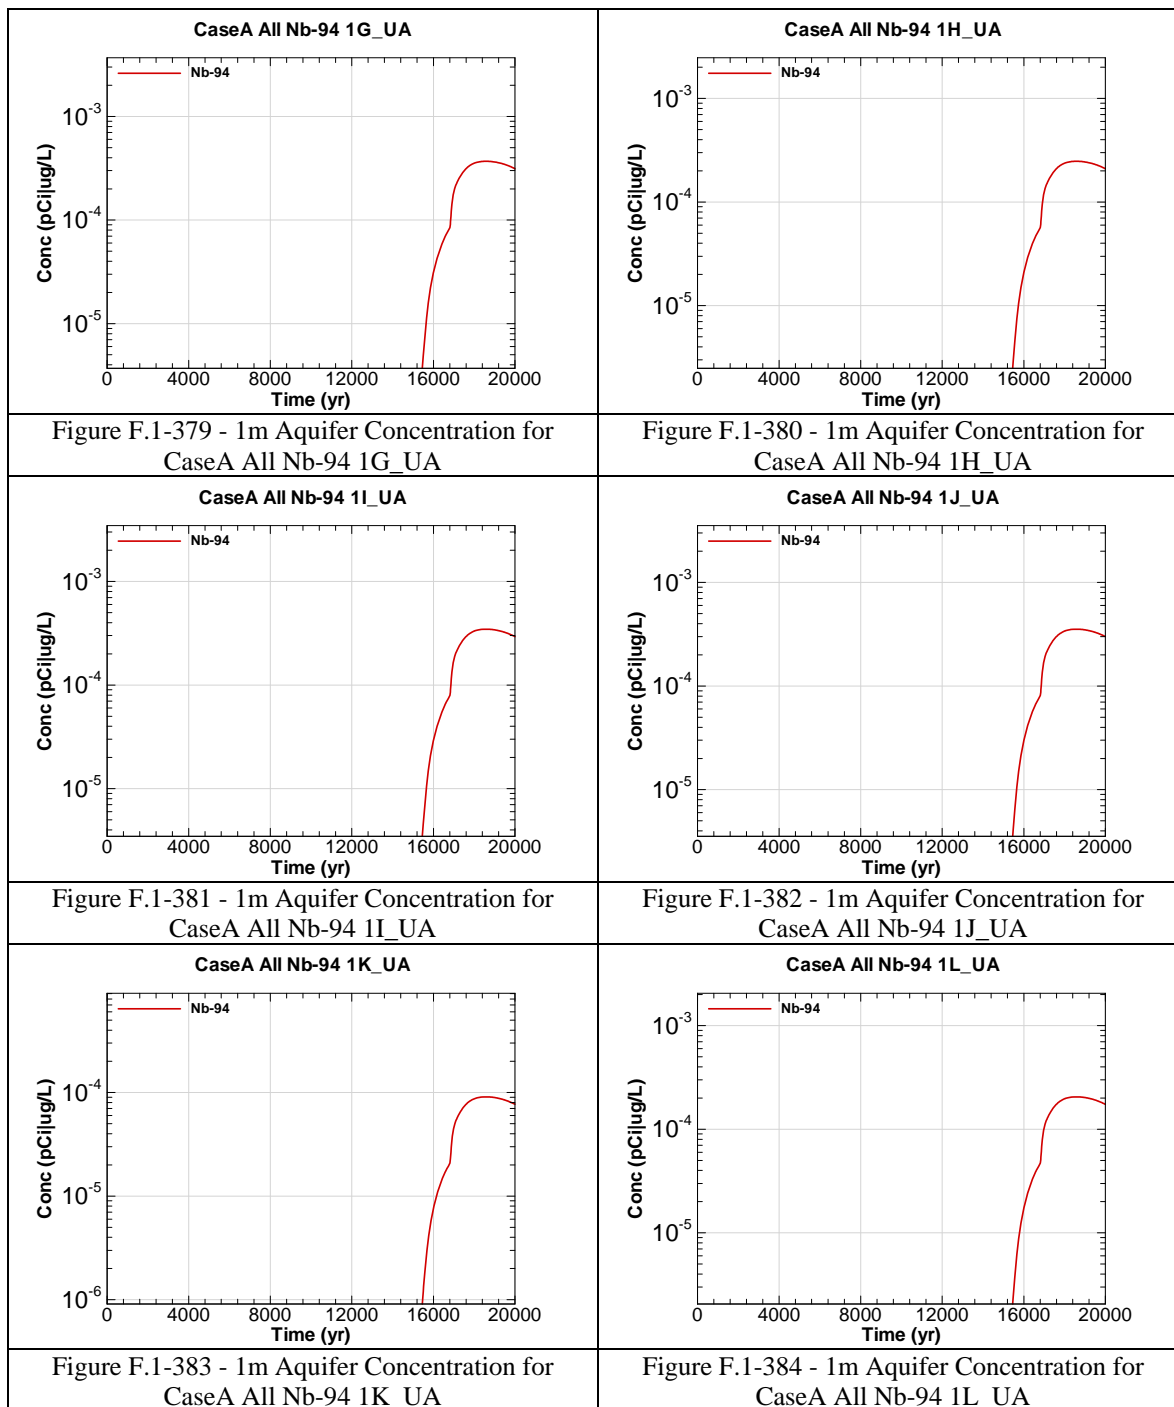 CaseA All Nb-94 1G_UA
Nb-94
10-3
10-4
10-5
Conc (pCi|ug/L)
0 4000 8000 12000 16000 20000
Time (yr)
Figure F.1-379 - 1m Aquifer Concentration for
CaseA All Nb-94 1G_UA
CaseA All Nb-94 1H_UA
Nb-94
10-3
10-4
10-5
Conc (pCi|ug/L)
0 4000 8000 12000 16000 20000
Time (yr)
Figure F.1-380 - 1m Aquifer Concentration for
CaseA All Nb-94 1H_UA
CaseA All Nb-94 1I_UA
Nb-94
10-3
10-4
10-5
Conc (pCi|ug/L)
0 4000 8000 12000 16000 20000
Time (yr)
Figure F.1-381 - 1m Aquifer Concentration for
CaseA All Nb-94 1I_UA
CaseA All Nb-94 1J_UA
Nb-94
10-3
10-4
10-5
Conc (pCi|ug/L)
0 4000 8000 12000 16000 20000
Time (yr)
Figure F.1-382 - 1m Aquifer Concentration for
CaseA All Nb-94 1J_UA
CaseA All Nb-94 1K_UA
Nb-94
10-4
10-5
10-6
Conc (pCi|ug/L)
0 4000 8000 12000 16000 20000
Time (yr)
Figure F.1-383 - 1m Aquifer Concentration for
CaseA All Nb-94 1K_UA
CaseA All Nb-94 1L_UA
Nb-94
10-3
10-4
10-5
Conc (pCi|ug/L)
0 4000 8000 12000 16000 20000
Time (yr)
Figure F.1-384 - 1m Aquifer Concentration for
CaseA All Nb-94 1L_UA